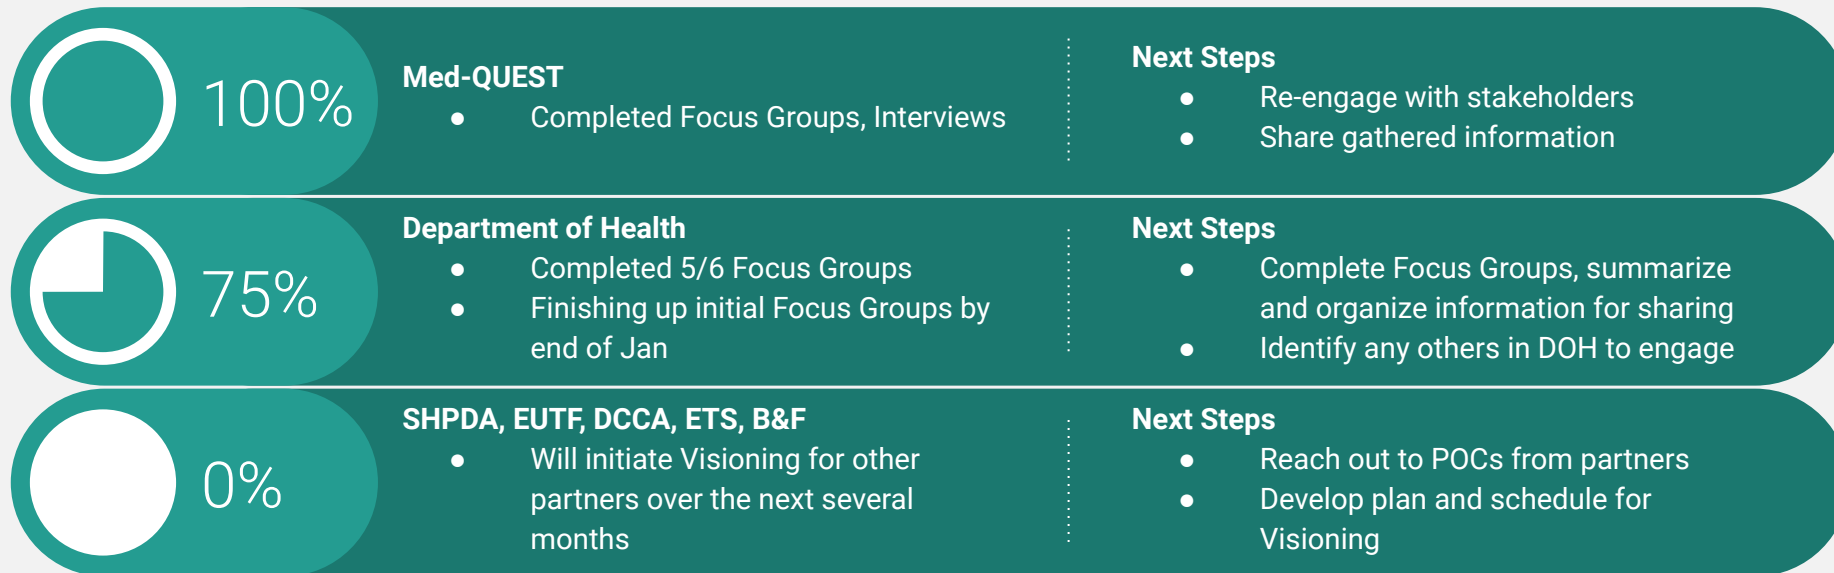 100%
Med-QUEST
● Completed Focus Groups, Interviews
Next Steps
● Re-engage with stakeholders
● Share gathered information
75%
Department of Health
● Completed 5/6 Focus Groups
● Finishing up initial Focus Groups by
end of Jan
Next Steps
● Complete Focus Groups, summarize
and organize information for sharing
● Identify any others in DOH to engage
0%
SHPDA, EUTF, DCCA, ETS, B&F
● Will initiate Visioning for other
partners over the next several
months
Next Steps
● Reach out to POCs from partners
● Develop plan and schedule for
Visioning